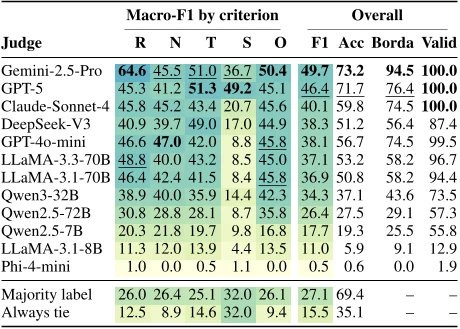 Macro-F1 by criterion Overall
Judge R N T S O F1 Acc Borda Valid
Gemini-2.5-Pro 64.6 45.5 51.0 36.7 50.4 49.7 73.2 94.5 100.0
GPT-5 45.3 41.2 51.3 49.2 45.1 46.4 71.7 76.4 100.0
Claude-Sonnet-4 45.8 45.2 43.4 20.7 45.6 40.1 59.8 74.5 100.0
DeepSeek-V3 40.9 39.7 49.0 17.0 44.9 38.3 51.2 56.4 87.4
GPT-4o-mini 46.6 47.0 42.0 8.8 45.8 38.1 56.7 74.5 99.5
LLaMA-3.3-70B 48.8 40.0 43.2 8.5 45.0 37.1 53.2 58.2 96.7
LLaMA-3.1-70B 46.4 42.4 41.5 8.4 45.8 36.9 50.8 58.2 94.4
Qwen3-32B 38.9 40.0 35.9 14.4 42.3 34.3 37.1 43.6 73.5
Qwen2.5-72B 30.8 28.8 28.1 8.7 35.8 26.4 27.5 29.1 57.3
Qwen2.5-7B 20.3 21.8 19.7 9.8 16.8 17.7 19.3 25.5 55.8
LLaMA-3.1-8B 11.3 12.0 13.9 4.4 13.5 11.0 5.9 9.1 12.9
Phi-4-mini 1.0 0.0 0.5 1.1 0.0 0.5 0.6 0.0 1.9
Majority label 26.0 26.4 25.1 32.0 26.1 27.1 69.4 – –
Always tie 12.5 8.9 14.6 32.0 9.4 15.5 35.1 – –